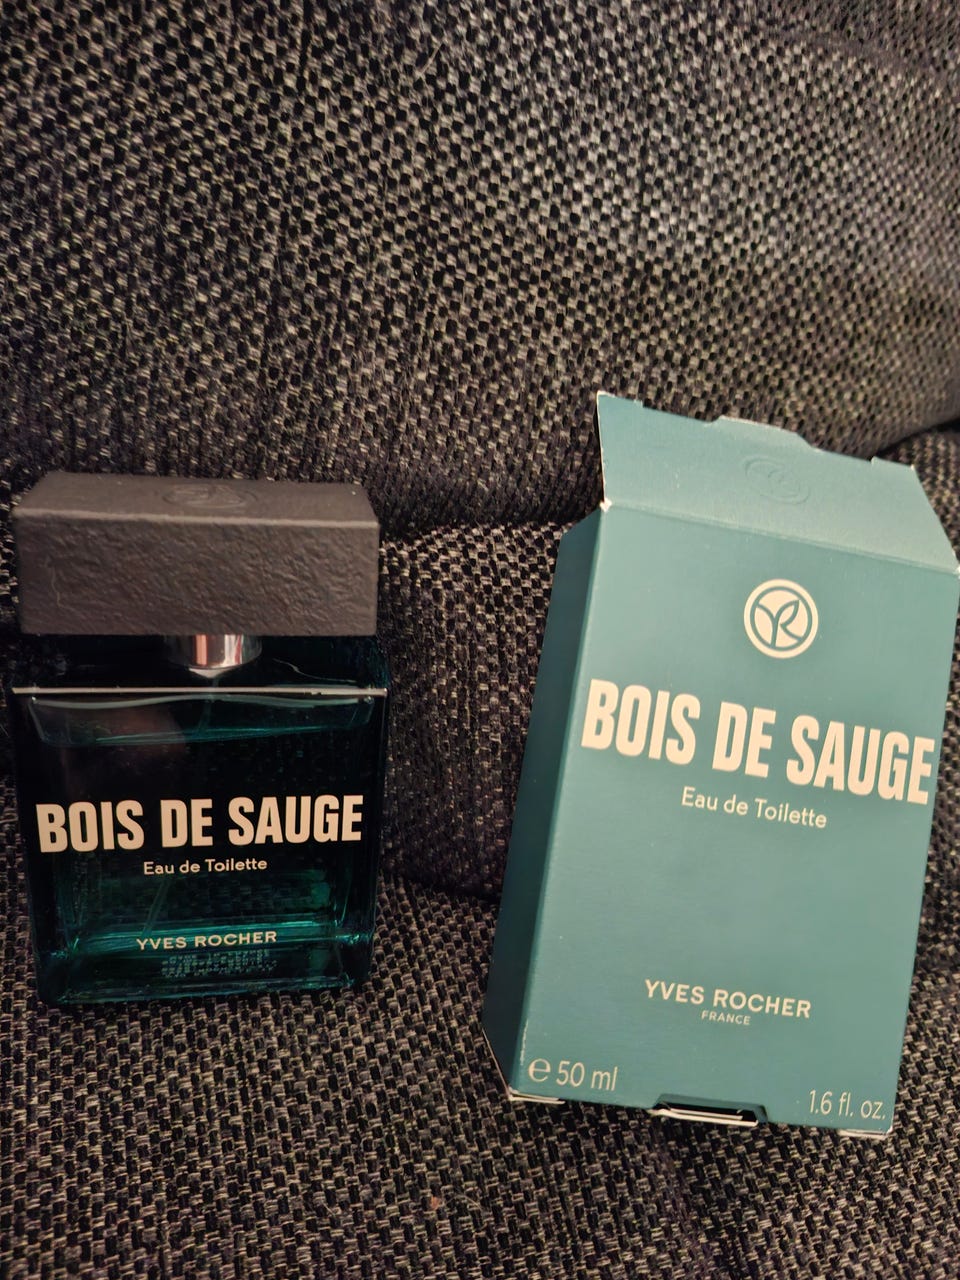 BOIS DE SAUGE
Eau de Toilette
YVES ROCHER
YR
BOIS DE SAUGE
Eau de Toilette
YVES ROCHER
FRANCE
e 50 ml
1.6 fl. oz.